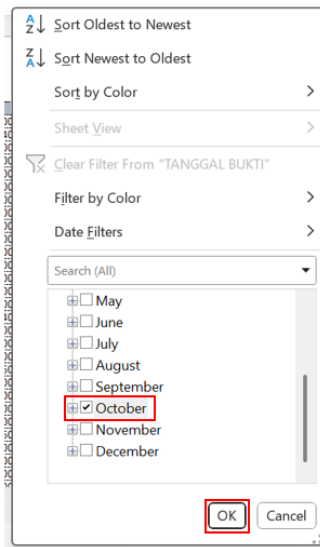 Sort Oldest to Newest
Sort Newest to Oldest
Sort by Color
Sheet View
Clear Filter From "TANGGAL BUKTI"
Filter by Color
Date Filters
Search (All)
May
June
July
August
September
October
November
December
OK
Cancel